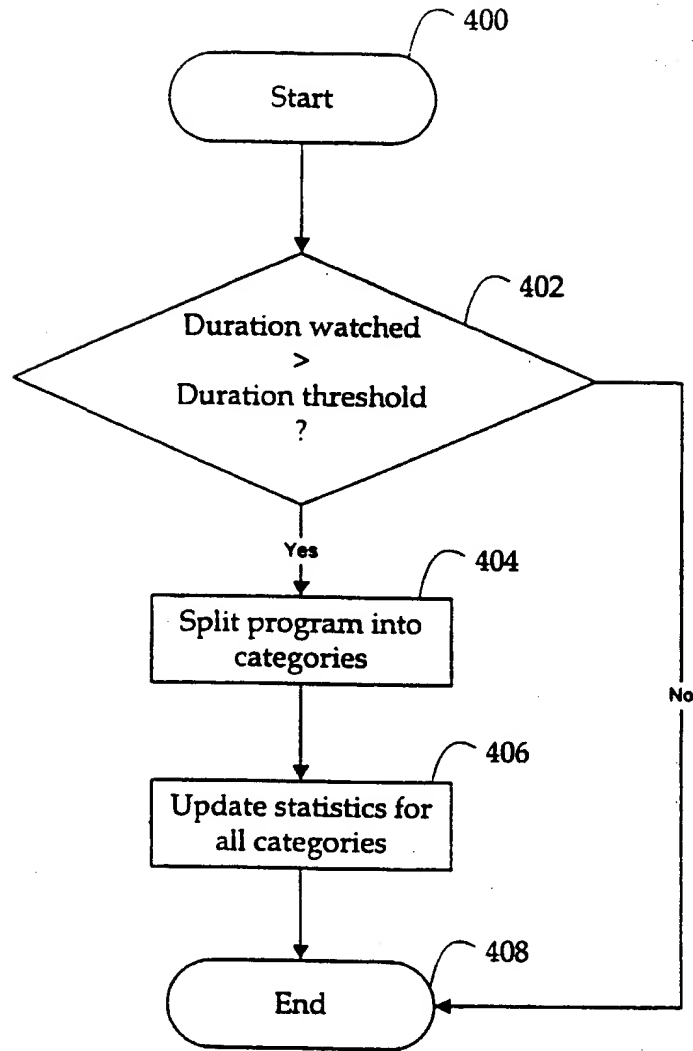 400
Start
402
Duration watched
>
Duration threshold
?
Yes
404
Split program into
categories
No
406
Update statistics for
all categories
408
End